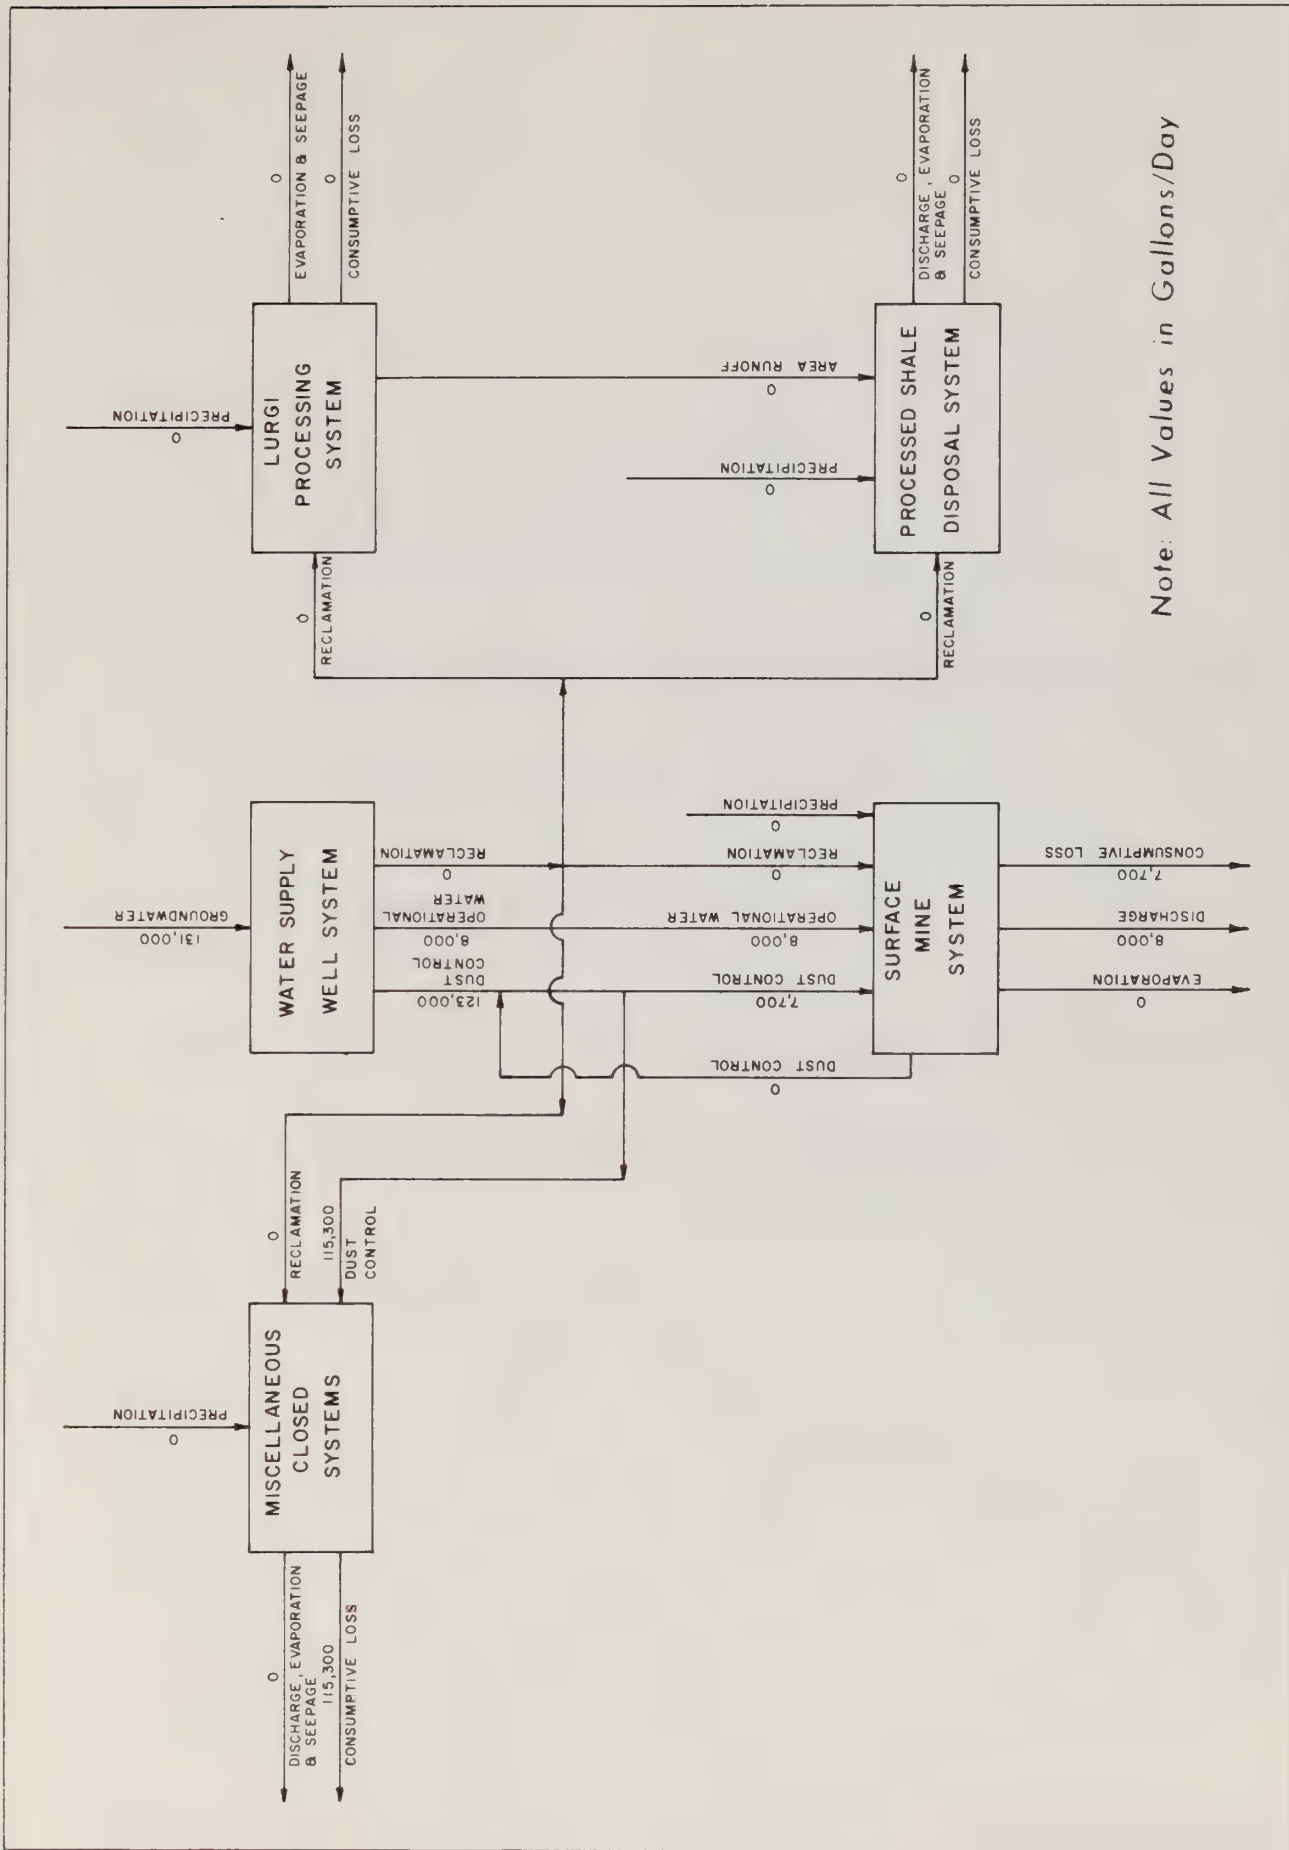 131,000
GROUNDWATER
0
PRECIPITATION
0
PRECIPITATION
MISCELLANEOUS
CLOSED
SYSTEMS
0
DISCHARGE, EVAPORATION
& SEEPAGE
115,300
CONSUMPTIVE LOSS
0
RECLAMATION
115,300
DUST
CONTROL
WATER SUPPLY
WELL SYSTEM
123,000
DUST
CONTROL
8,000
OPERATIONAL
WATER
0
RECLAMATION
LURGI
PROCESSING
SYSTEM
0
RECLAMATION
0
EVAPORATION & SEEPAGE
0
CONSUMPTIVE LOSS
0
DUST CONTROL
7,700
DUST CONTROL
8,000
OPERATIONAL WATER
0
RECLAMATION
0
PRECIPITATION
SURFACE
MINE
SYSTEM
0
EVAPORATION
8,000
DISCHARGE
7,700
CONSUMPTIVE LOSS
0
PRECIPITATION
0
AREA RUNOFF
PROCESSED SHALE
DISPOSAL SYSTEM
0
RECLAMATION
0
DISCHARGE, EVAPORATION
& SEEPAGE
0
CONSUMPTIVE LOSS
Note: All Values in Gallons/Day